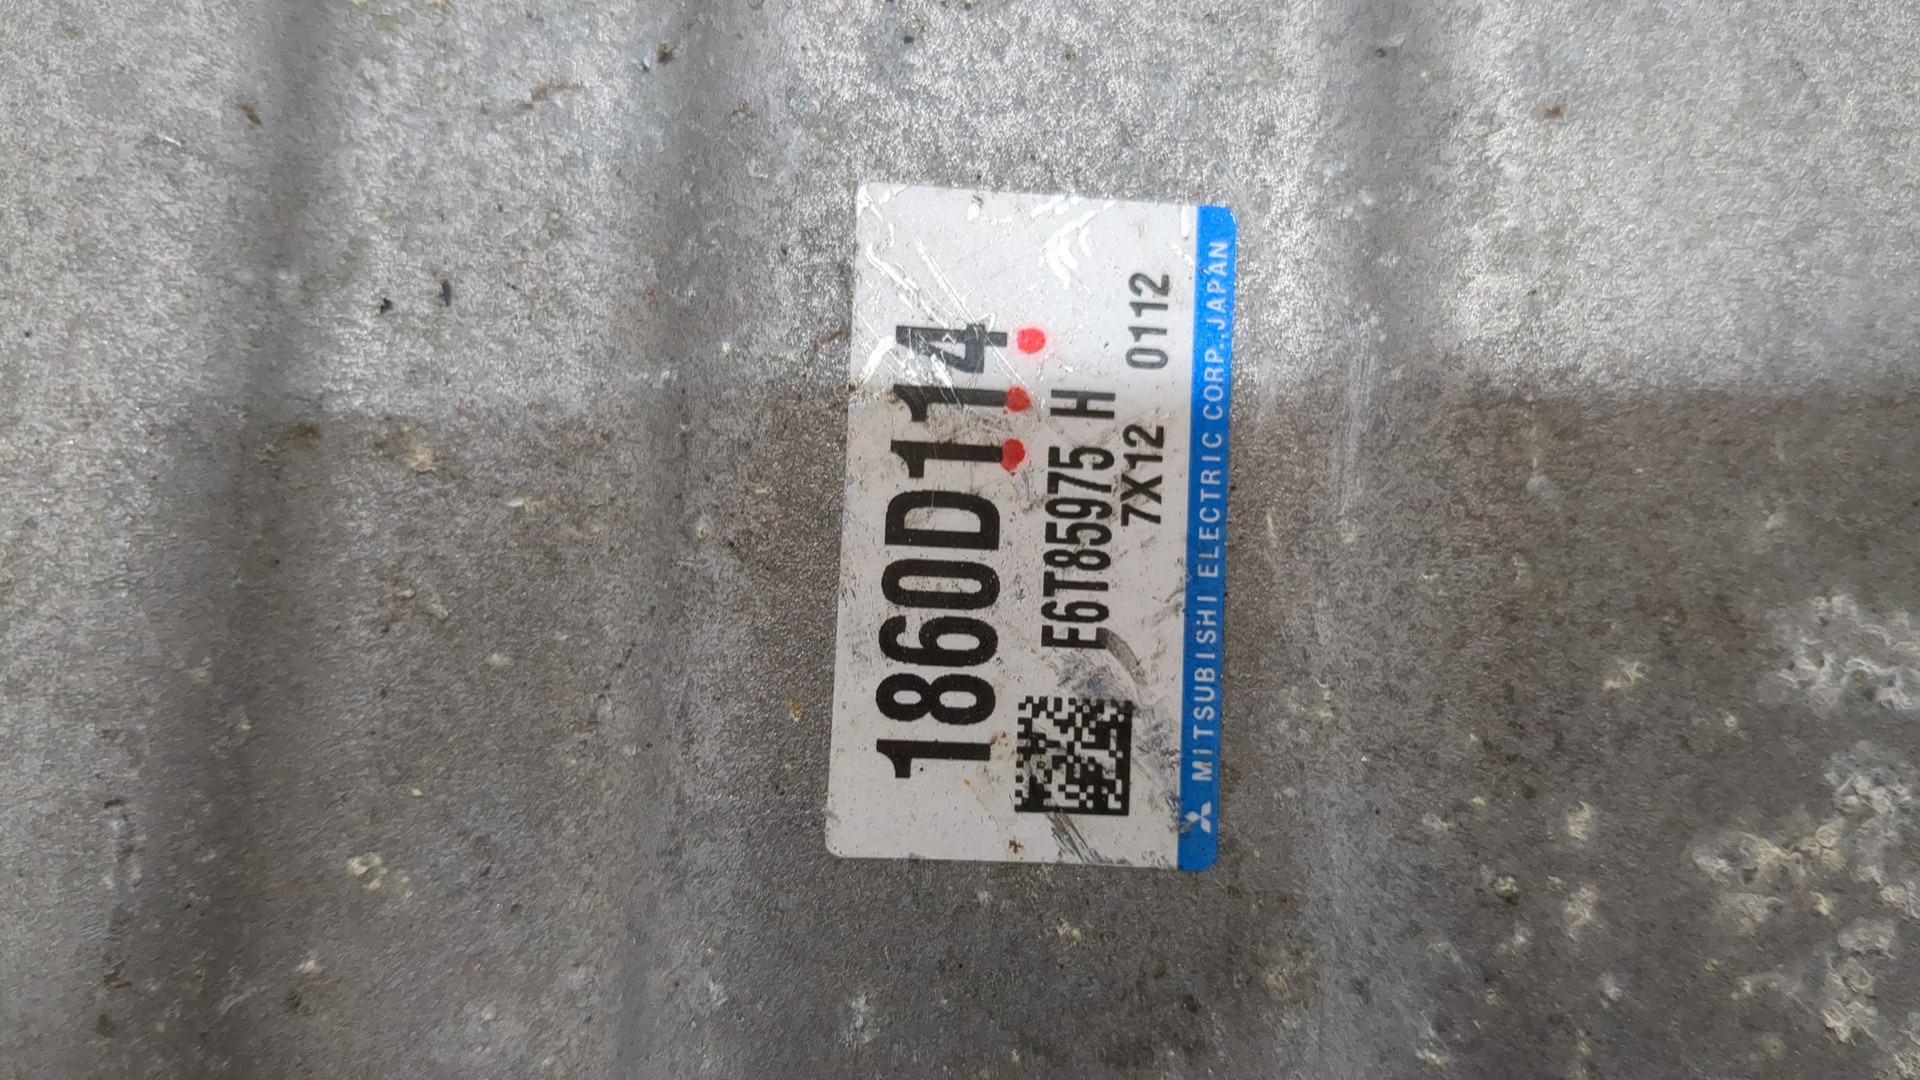 1860D114
E6T85975 H
7X12 0112
MITSUBISHI ELECTRIC CORP. JAPAN